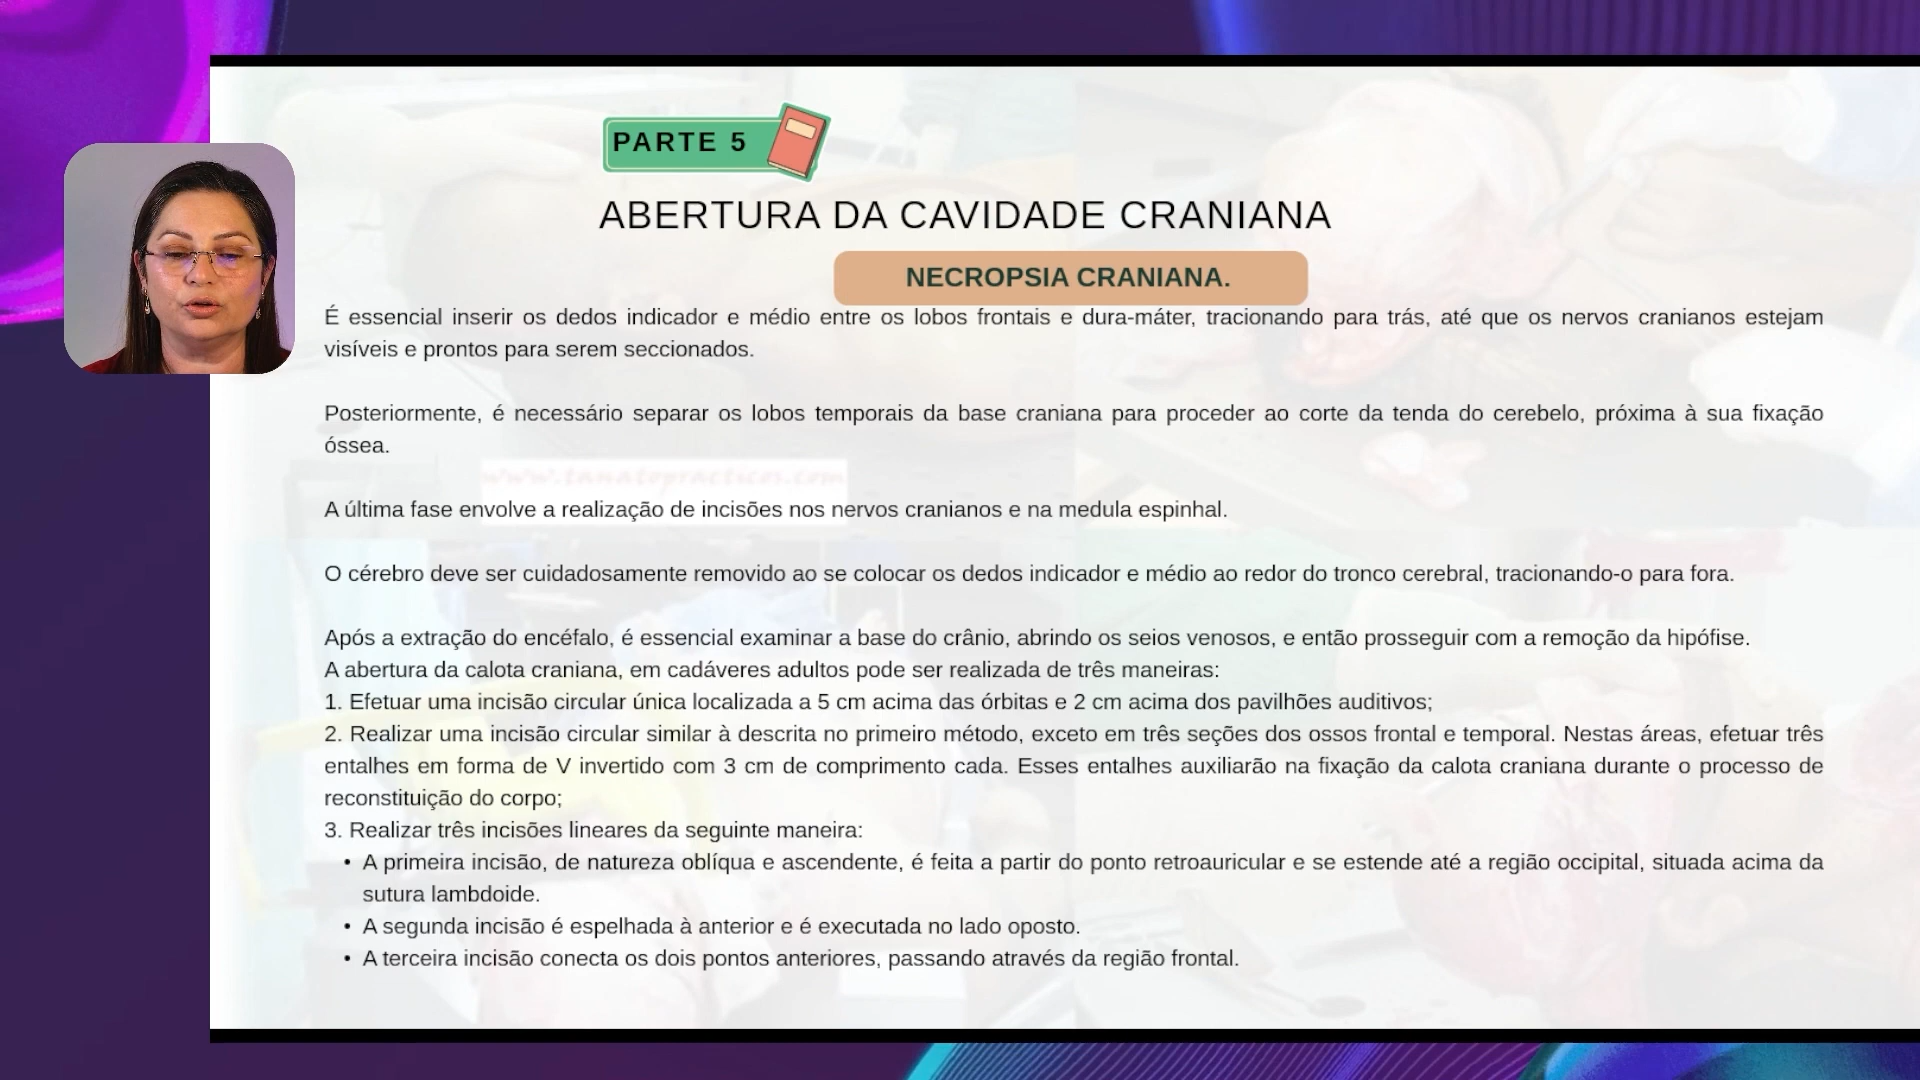 PARTE 5
ABERTURA DA CAVIDADE CRANIANA
NECROPSIA CRANIANA.
É essencial inserir os dedos indicador e médio entre os lobos frontais e dura-máter, tracionando para trás, até que os nervos cranianos estejam
visíveis e prontos para serem seccionados.
Posteriormente, é necessário separar os lobos temporais da base craniana para proceder ao corte da tenda do cerebelo, próxima à sua fixação
óssea.
www.tanatopracticos.com
A última fase envolve a realização de incisões nos nervos cranianos e na medula espinhal.
O cérebro deve ser cuidadosamente removido ao se colocar os dedos indicador e médio ao redor do tronco cerebral, tracionando-o para fora.
Após a extração do encéfalo, é essencial examinar a base do crânio, abrindo os seios venosos, e então prosseguir com a remoção da hipófise.
A abertura da calota craniana, em cadáveres adultos pode ser realizada de três maneiras:
1. Efetuar uma incisão circular única localizada a 5 cm acima das órbitas e 2 cm acima dos pavilhões auditivos;
2. Realizar uma incisão circular similar à descrita no primeiro método, exceto em três seções dos ossos frontal e temporal. Nestas áreas, efetuar três
entalhes em forma de V invertido com 3 cm de comprimento cada. Esses entalhes auxiliarão na fixação da calota craniana durante o processo de
reconstituição do corpo;
3. Realizar três incisões lineares da seguinte maneira:
• A primeira incisão, de natureza oblíqua e ascendente, é feita a partir do ponto retroauricular e se estende até a região occipital, situada acima da
sutura lambdoide.
• A segunda incisão é espelhada à anterior e é executada no lado oposto.
• A terceira incisão conecta os dois pontos anteriores, passando através da região frontal.